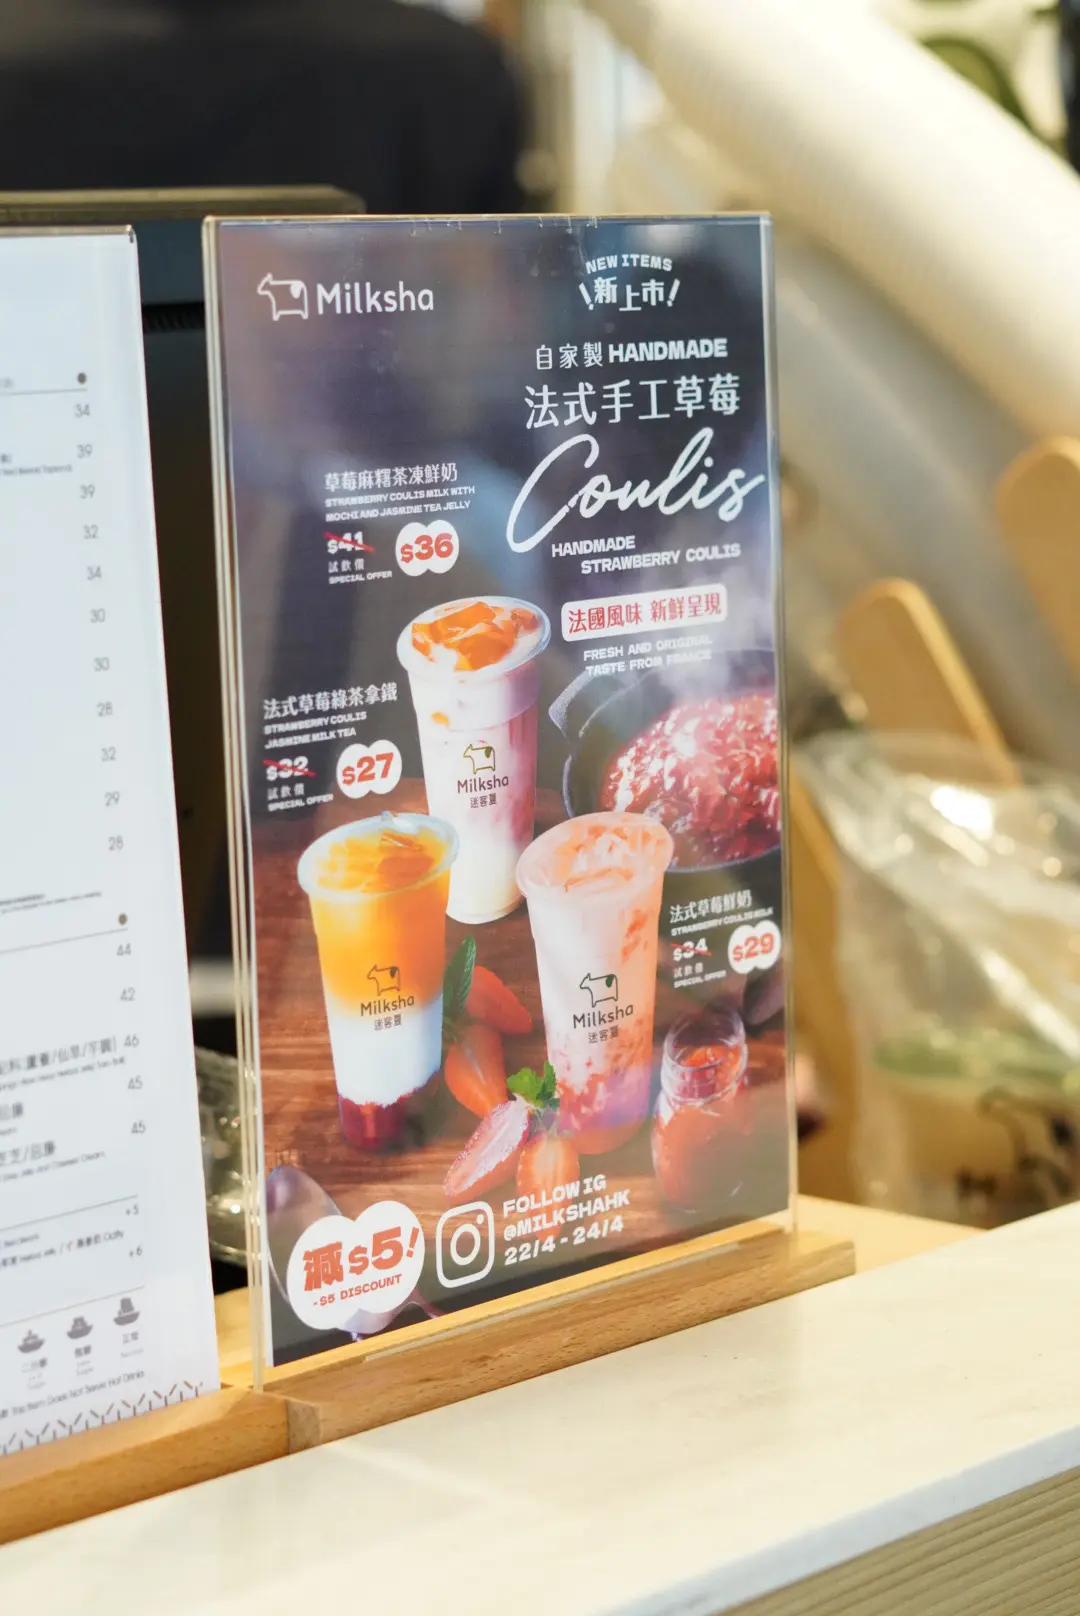 Milksha
NEW ITEMS
新上市!
自家製 HANDMADE
法式手工草莓
Coulis
HANDMADE
STRAWBERRY COULIS
法國風味 新鮮呈現
FRESH AND ORIGINAL
TASTE FROM FRANCE
草莓麻糬茶凍鮮奶
STRAWBERRY COULIS MILK WITH
MOCHI AND JASMINE TEA JELLY
$41
$36
試飲價
SPECIAL OFFER
法式草莓綠茶拿鐵
STRAWBERRY COULIS
JASMINE MILK TEA
$32
$27
試飲價
SPECIAL OFFER
Milksha
迷客夏
Milksha
迷客夏
Milksha
迷客夏
法式草莓鮮奶
STRAWBERRY COULIS MILK
$34
$29
試飲價
SPECIAL OFFER
減$5!
-$5 DISCOUNT
FOLLOW IG
@MILKSHAHK
22/4 - 24/4
34
39
39
32
34
30
30
28
32
29
28
44
42
46
45
45
+5
+6
正常